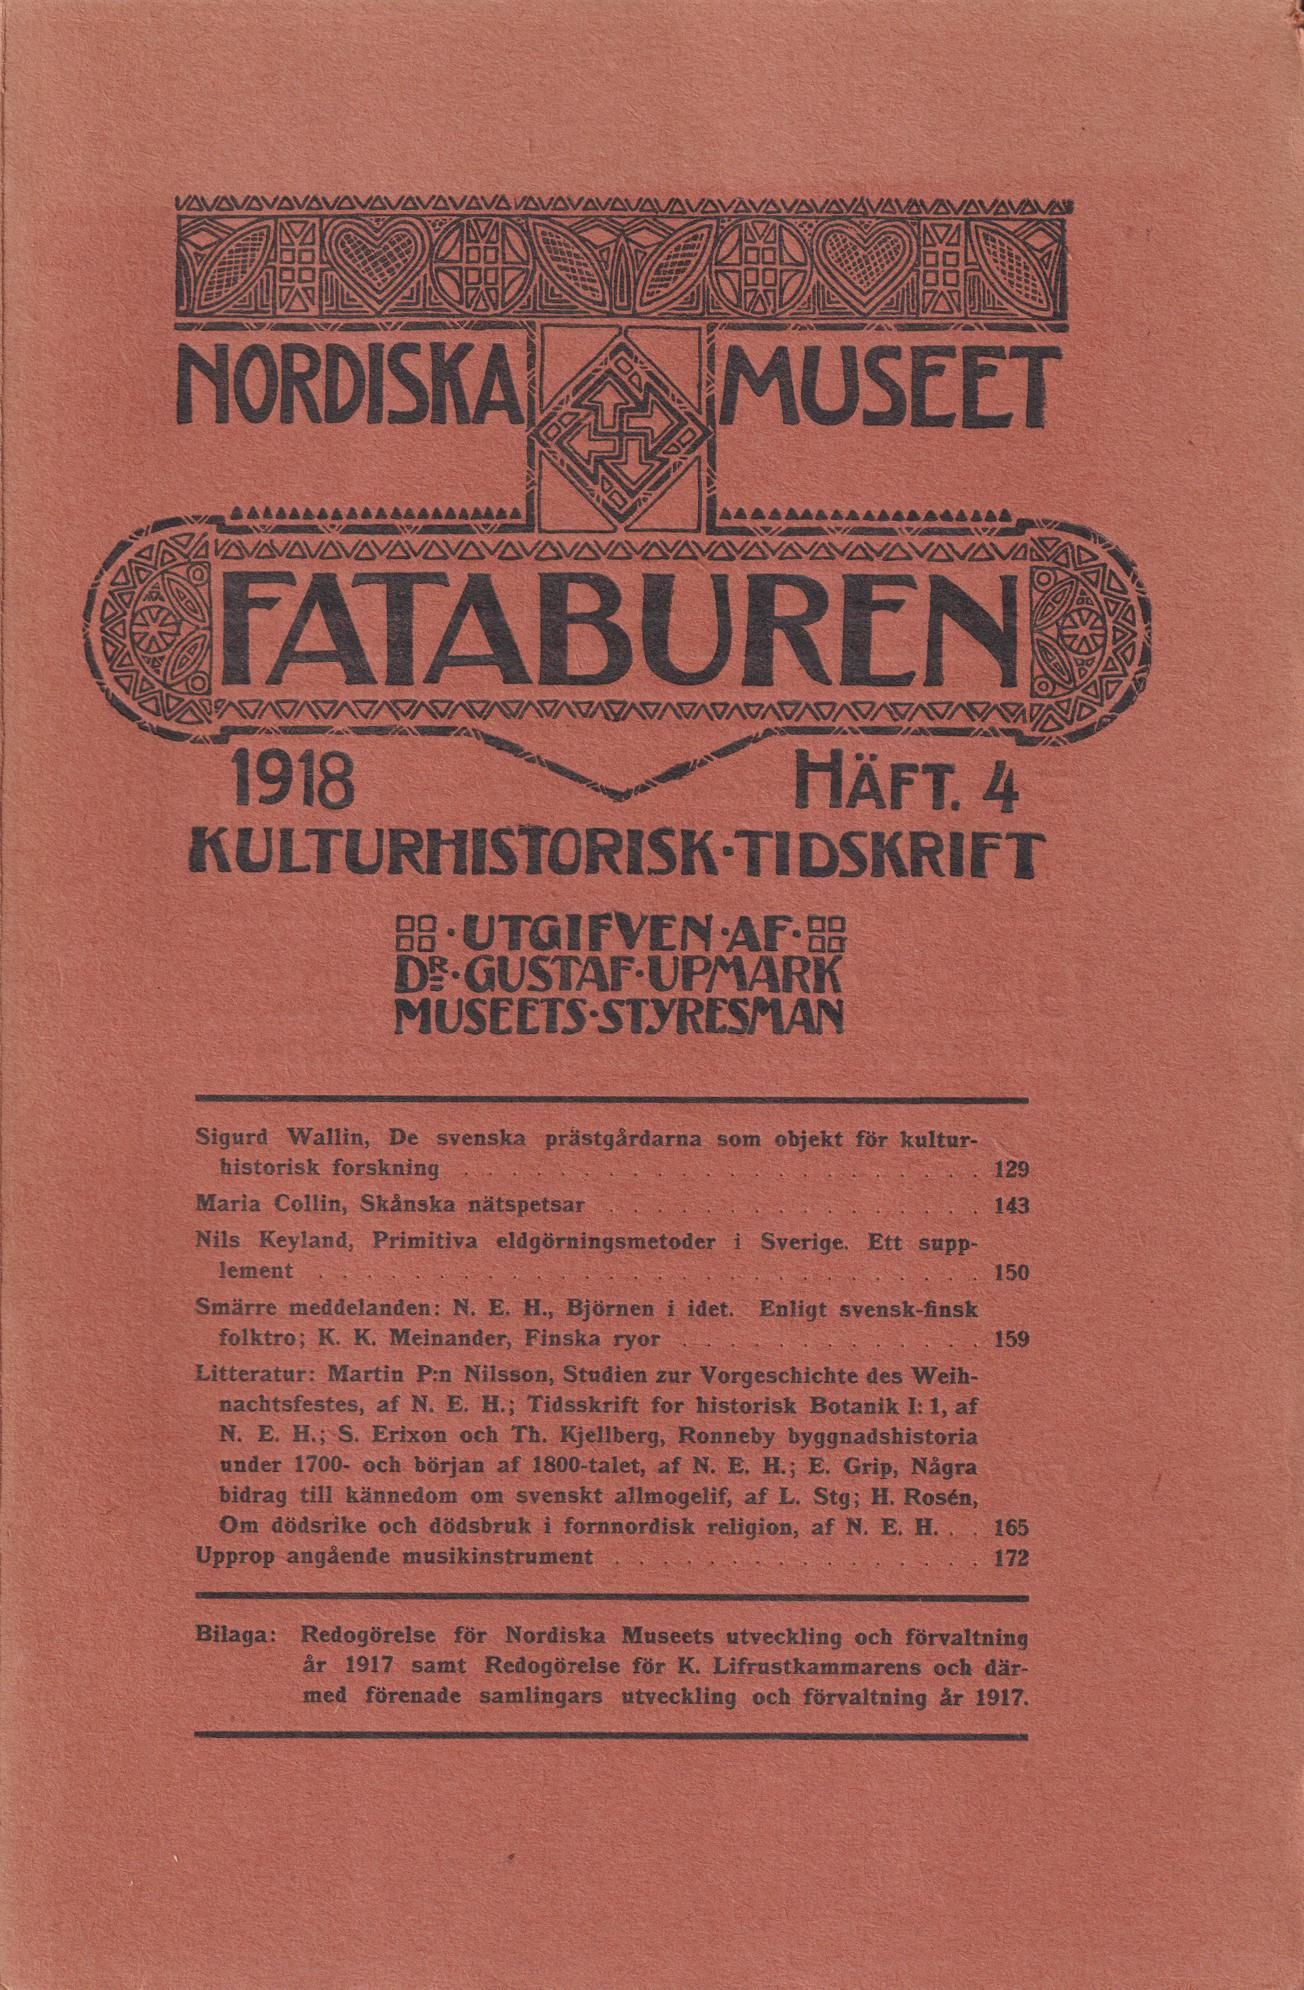 NORDISKA MUSEET
FATABUREN
1918 HÄFT. 4
KULTURHISTORISK·TIDSKRIFT
·UTGIFVEN·AF·
DR·GUSTAF·UPMARK
MUSEETS·STYRESMAN
Sigurd Wallin, De svenska prästgårdarna som objekt för kultur-
historisk forskning . . . . . . . . . . . . . . . . . . . . . . 129
Maria Collin, Skånska nätspetsar . . . . . . . . . . . . . . . . 143
Nils Keyland, Primitiva eldgörningsmetoder i Sverige. Ett supp-
lement . . . . . . . . . . . . . . . . . . . . . . . . . . . . 150
Smärre meddelanden: N. E. H., Björnen i idet. Enligt svensk-finsk
folktro; K. K. Meinander, Finska ryor . . . . . . . . . . . . . 159
Litteratur: Martin P:n Nilsson, Studien zur Vorgeschichte des Weih-
nachtsfestes, af N. E. H.; Tidsskrift for historisk Botanik I: 1, af
N. E. H.; S. Erixon och Th. Kjellberg, Ronneby byggnadshistoria
under 1700- och början af 1800-talet, af N. E. H.; E. Grip, Några
bidrag till kännedom om svenskt allmogelif, af L. Stg; H. Rosén,
Om dödsrike och dödsbruk i fornnordisk religion, af N. E. H. . . 165
Upprop angående musikinstrument . . . . . . . . . . . . . . . . 172
Bilaga: Redogörelse för Nordiska Museets utveckling och förvaltning
år 1917 samt Redogörelse för K. Lifrustkammarens och där-
med förenade samlingars utveckling och förvaltning år 1917.